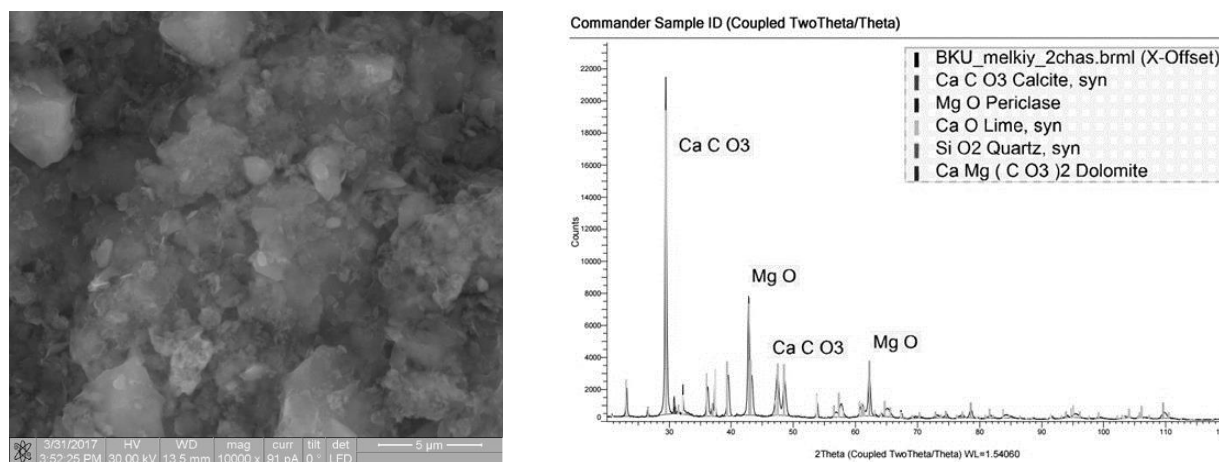 3/31/2017 HV WD mag curr tilt det
3:52:25 PM 30.00 kV 13.5 mm 10000 x 91 pA 0 ° LFD
5 µm
Commander Sample ID (Coupled TwoTheta/Theta)
BKU_melkiy_2chas.brml (X-Offset)
Ca C O3 Calcite, syn
Mg O Periclase
Ca O Lime, syn
Si O2 Quartz, syn
Ca Mg ( C O3 )2 Dolomite
Ca C O3
Mg O
Ca C O3
Mg O
Counts
22000
20000
18000
16000
14000
12000
10000
8000
6000
4000
2000
0
30 40 50 60 70 80 90 100 110
2Theta (Coupled TwoTheta/Theta) WL=1.54060